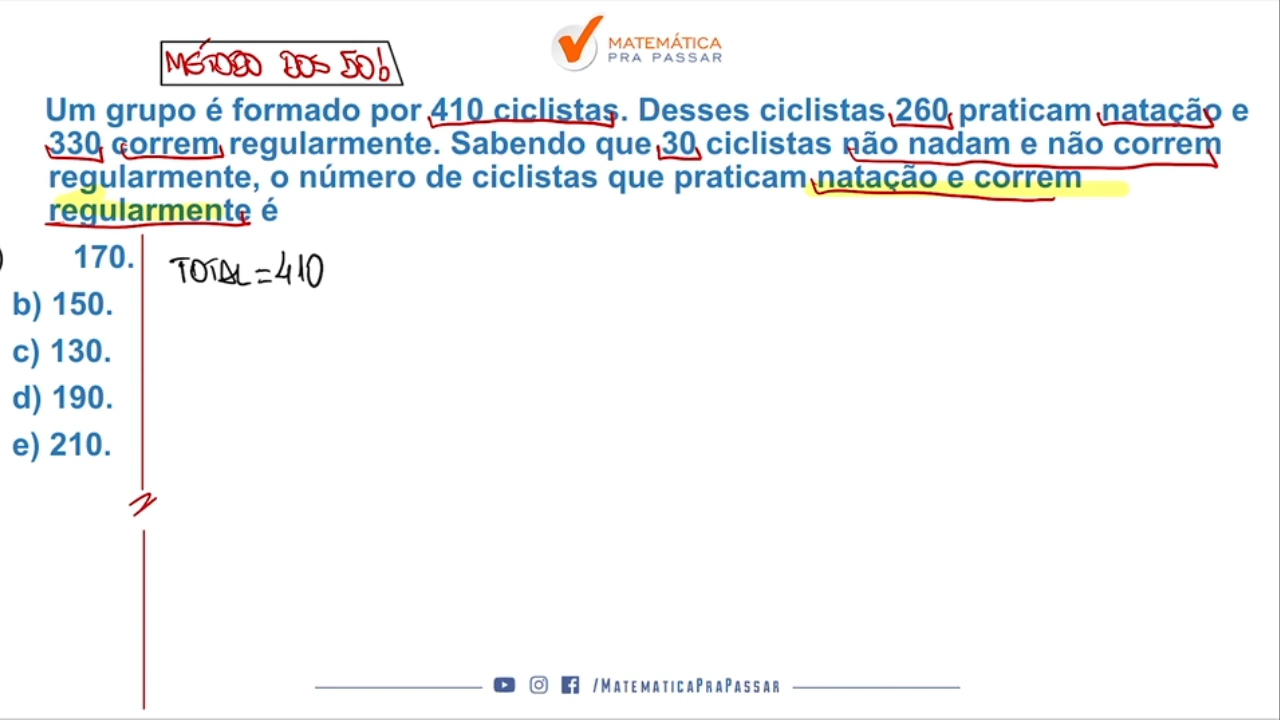 MATEMÁTICA
PRA PASSAR
MÉTODO DOS 50!
Um grupo é formado por 410 ciclistas. Desses ciclistas 260 praticam natação e
330 correm regularmente. Sabendo que 30 ciclistas não nadam e não correm
regularmente, o número de ciclistas que praticam natação e correm
regularmente é
) 170.
TOTAL = 410
b) 150.
c) 130.
d) 190.
e) 210.
/MATEMATICAPRAPASSAR